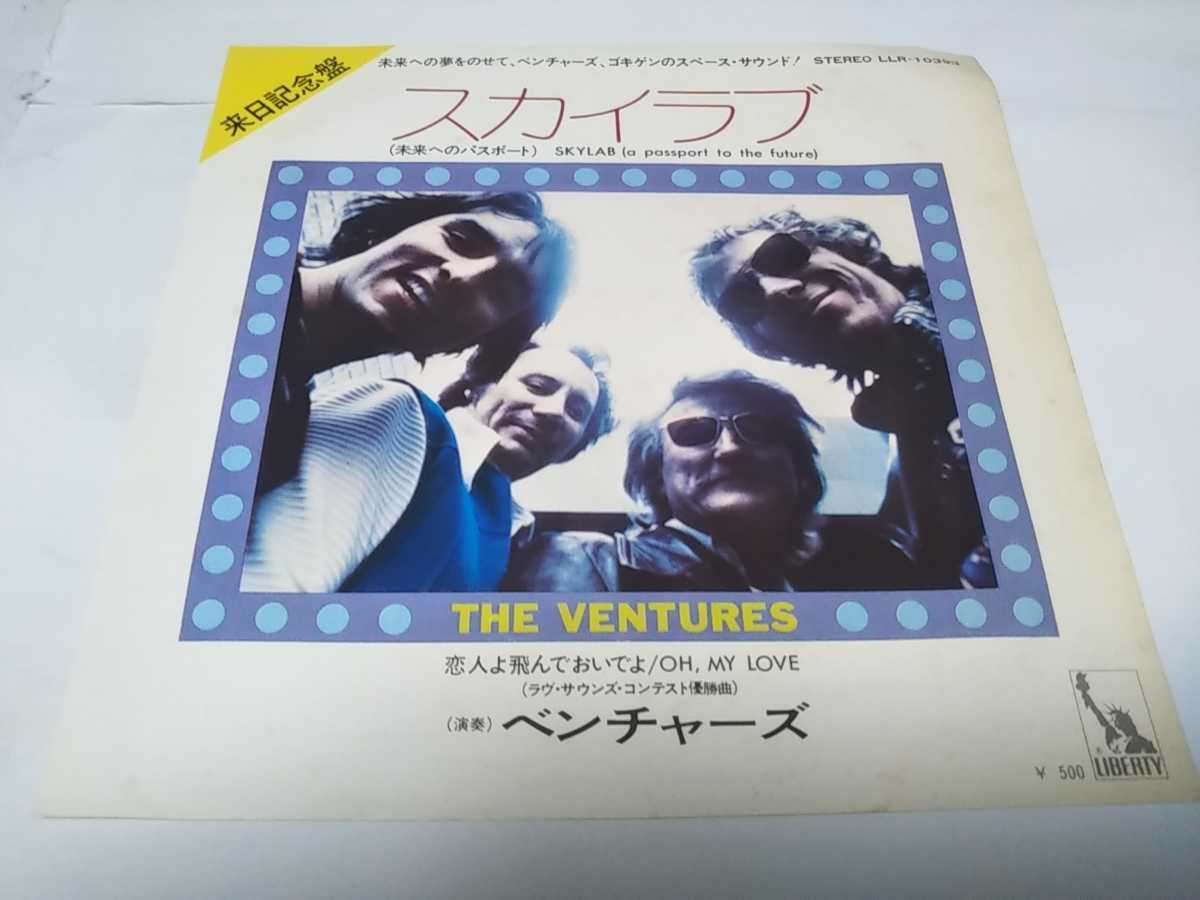 来日記念盤
未来への夢をのせて、ベンチャーズ、ゴキゲンのスペース・サウンド! STEREO LLR-10393
スカイラブ
(未来へのパスポート) SKYLAB (a passport to the future)
THE VENTURES
恋人よ飛んでおいでよ/OH, MY LOVE
(ラヴ・サウンズ・コンテスト優勝曲)
(演奏) ベンチャーズ
¥ 500
® LIBERTY